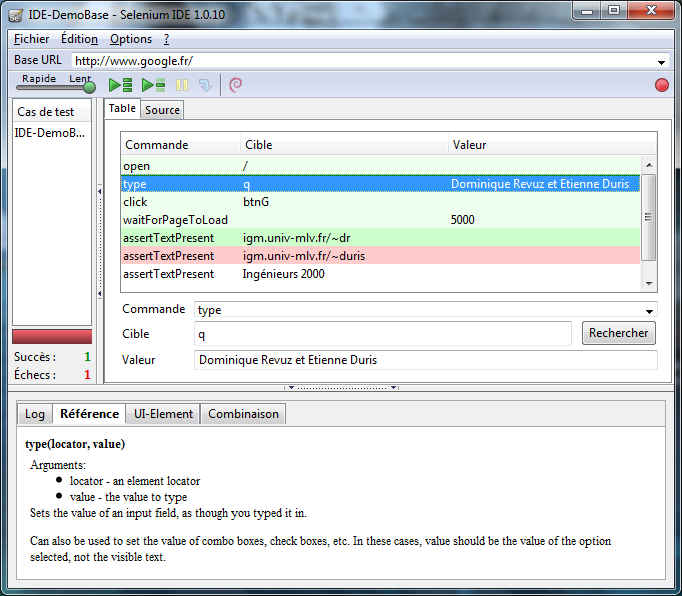 IDE-DemoBase - Selenium IDE 1.0.10
Fichier Édition Options ?
Base URL http://www.google.fr/
Rapide Lent
Cas de test
IDE-DemoB...
Table Source
Commande Cible Valeur
open /
type q Dominique Revuz et Etienne Duris
click btnG
waitForPageToLoad 5000
assertTextPresent igm.univ-mlv.fr/~dr
assertTextPresent igm.univ-mlv.fr/~duris
assertTextPresent Ingénieurs 2000
Commande type
Cible q Rechercher
Valeur Dominique Revuz et Etienne Duris
Succès : 1
Échecs : 1
Log Référence UI-Element Combinaison
type(locator, value)
Arguments:
• locator - an element locator
• value - the value to type
Sets the value of an input field, as though you typed it in.
Can also be used to set the value of combo boxes, check boxes, etc. In these cases, value should be the value of the option
selected, not the visible text.